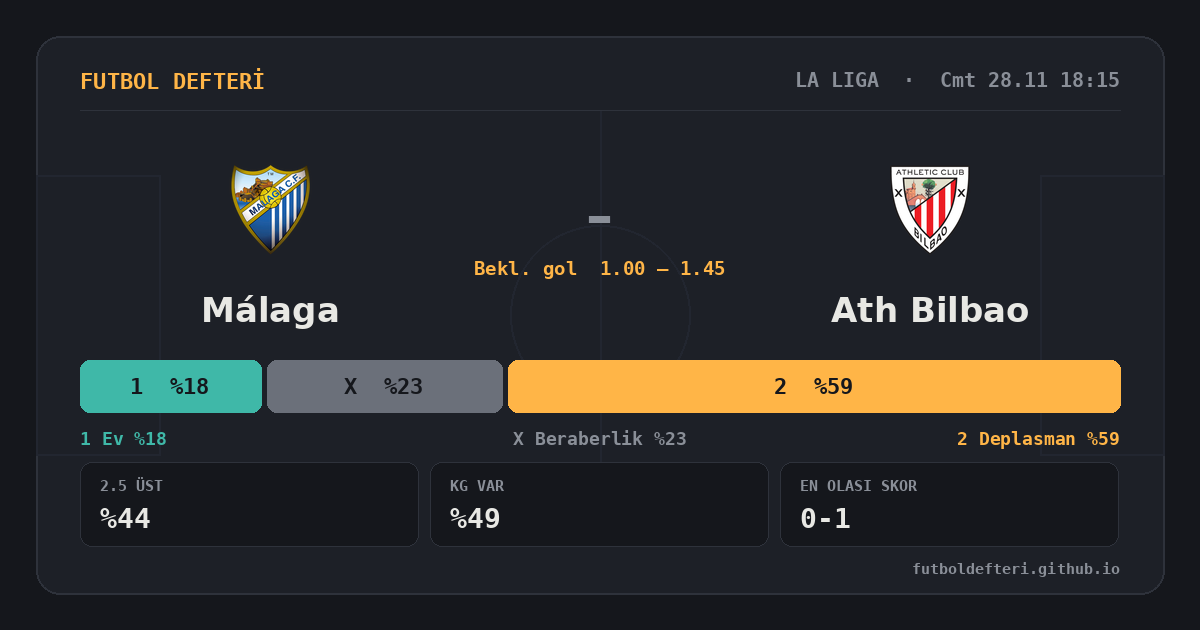 FUTBOL DEFTERİ
LA LIGA · Cmt 28.11 18:15
MALAGA C.F.
ATHLETIC CLUB
BILBAO
–
Bekl. gol 1.00 – 1.45
Málaga
Ath Bilbao
1 %18
X %23
2 %59
1 Ev %18
X Beraberlik %23
2 Deplasman %59
2.5 ÜST
%44
KG VAR
%49
EN OLASI SKOR
0-1
futboldefteri.github.io